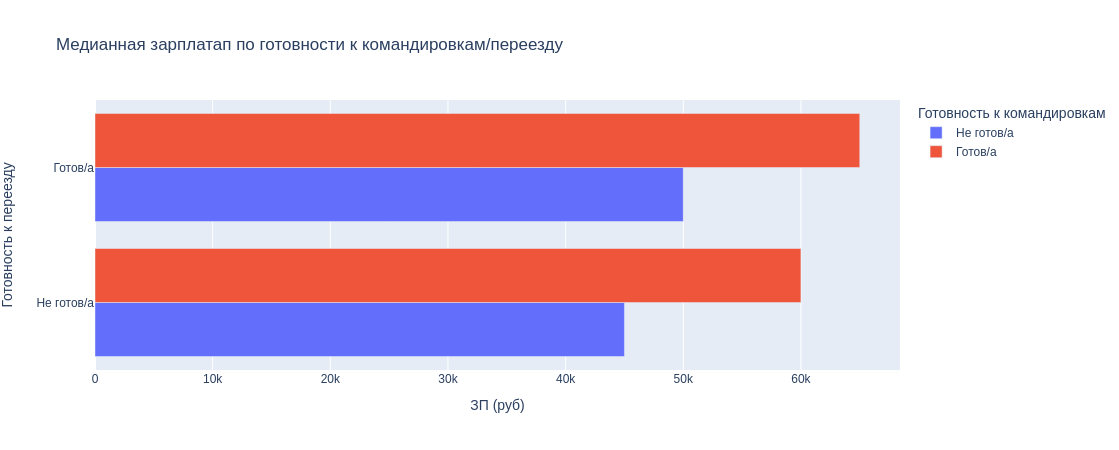 Медианная зарплатап по готовности к командировкам/переезду
Готовность к переезду
Готов/а
Не готов/а
0 10k 20k 30k 40k 50k 60k
ЗП (руб)
Готовность к командировкам
Не готов/а
Готов/а